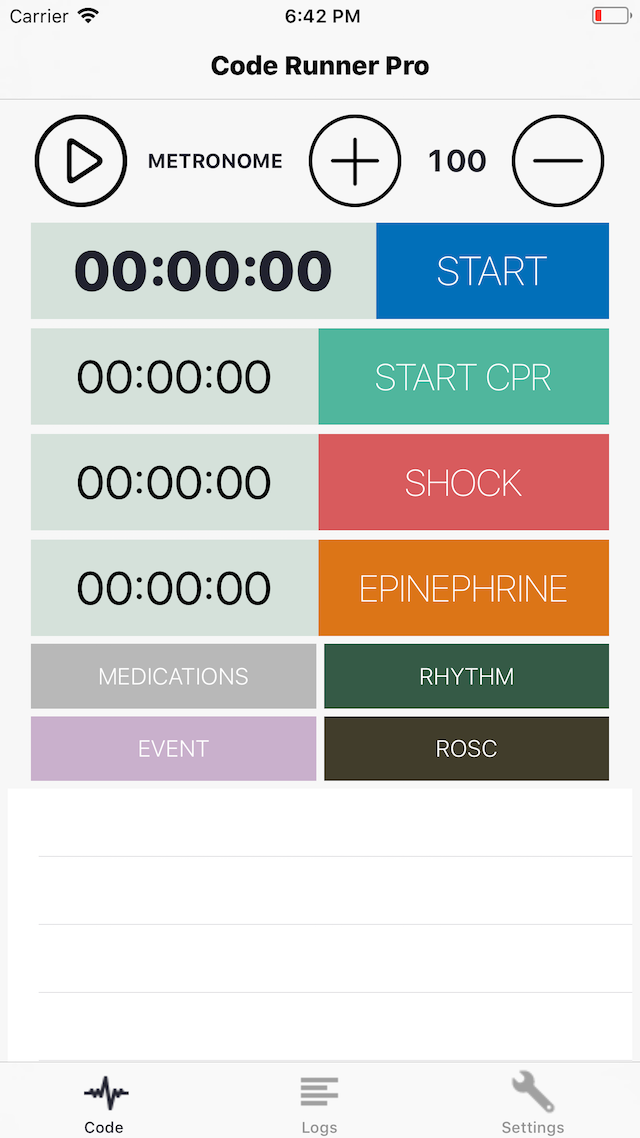 Carrier 6:42 PM
Code Runner Pro
METRONOME 100
00:00:00 START
00:00:00 START CPR
00:00:00 SHOCK
00:00:00 EPINEPHRINE
MEDICATIONS RHYTHM
EVENT ROSC
Code Logs Settings